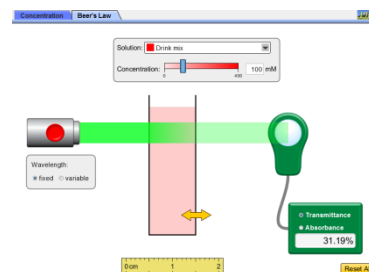 Concentration Beer's Law
Solution: Drink mix
Concentration: 100 mM
0 400
Wavelength:
fixed variable
Transmittance
Absorbance
31.19%
0 cm 1 2
Reset Al